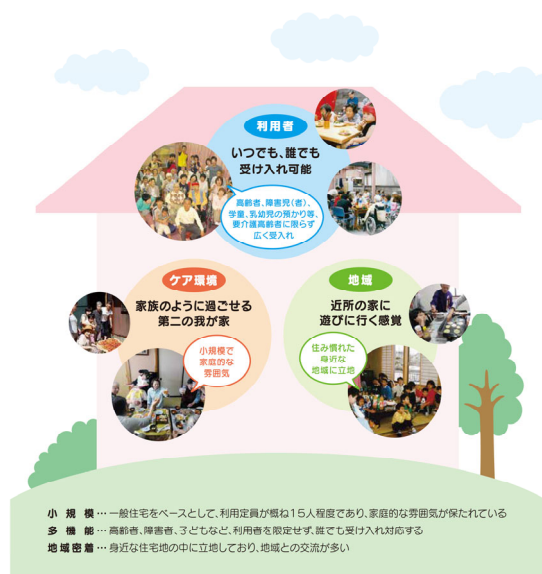 利用者
いつでも、誰でも
受け入れ可能
高齢者、障害児(者)、
学童、乳幼児の預かり等、
要介護高齢者に限らず
広く受入れ
ケア環境
家族のように過ごせる
第二の我が家
小規模で
家庭的な
雰囲気
地域
近所の家に
遊びに行く感覚
住み慣れた
身近な
地域に立地
小規模…一般住宅をベースとして、利用定員が概ね15人程度であり、家庭的な雰囲気が保たれている
多機能…高齢者、障害者、子どもなど、利用者を限定せず、誰でも受け入れ対応する
地域密着…身近な住宅地の中に立地しており、地域との交流が多い